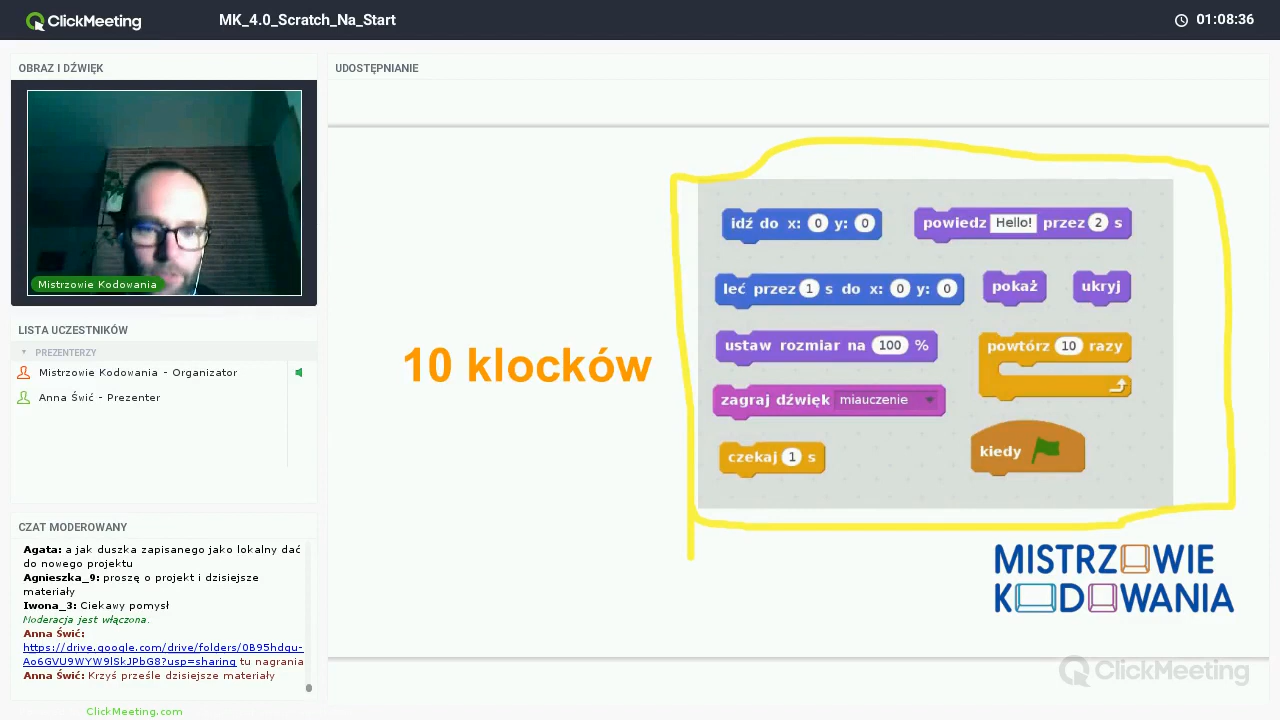 ClickMeeting
MK_4.0_Scratch_Na_Start
01:08:36
OBRAZ I DŹWIĘK
Mistrzowie Kodowania
LISTA UCZESTNIKÓW
PREZENTERZY
Mistrzowie Kodowania - Organizator
Anna Świć - Prezenter
CZAT MODEROWANY
Agata: a jak duszka zapisanego jako lokalny dać
do nowego projektu
Agnieszka_9: proszę o projekt i dzisiejsze
materiały
Iwona_3: Ciekawy pomysł
Moderacja jest włączona.
Anna Świć:
https://drive.google.com/drive/folders/0B95hdgu-
Ao6GVU9WYW9lSkJPbG8?usp=sharing tu nagrania
Anna Świć: Krzyś prześle dzisiejsze materiały
ClickMeeting.com
UDOSTĘPNIANIE
10 klocków
idź do x: 0 y: 0
powiedz Hello! przez 2 s
leć przez 1 s do x: 0 y: 0
pokaż
ukryj
ustaw rozmiar na 100 %
powtórz 10 razy
zagraj dźwięk miauczenie
czekaj 1 s
kiedy
MISTRZOWIE
KODOWANIA
ClickMeeting